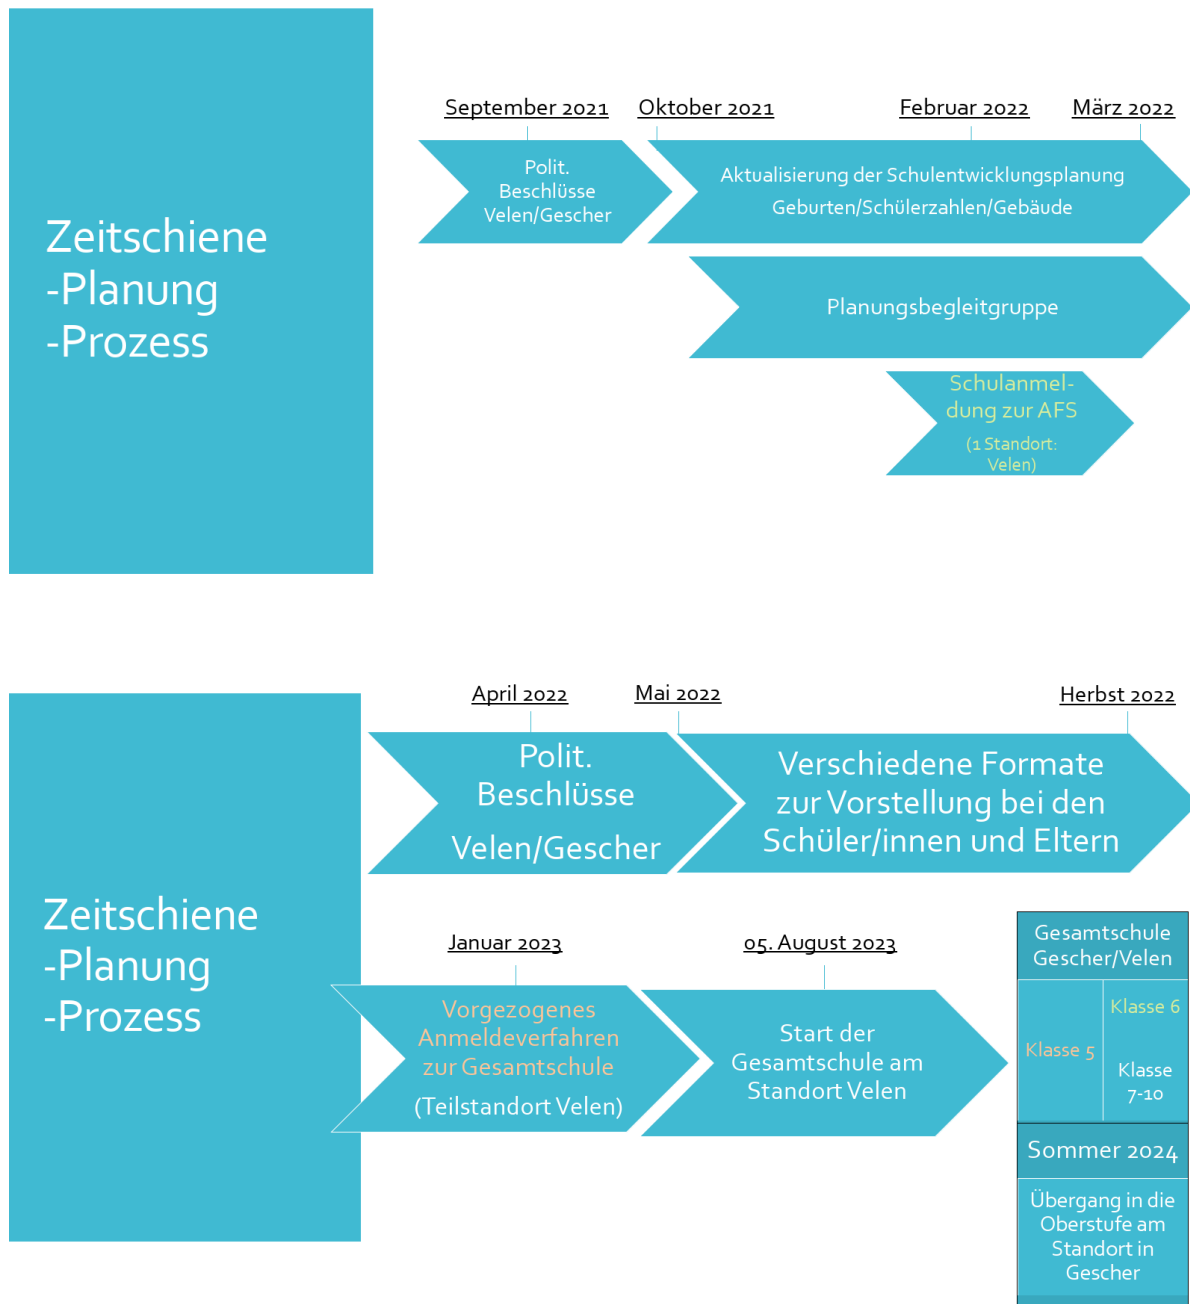 Zeitschiene
-Planung
-Prozess
September 2021
Oktober 2021
Februar 2022
März 2022
Polit.
Beschlüsse
Velen/Gescher
Aktualisierung der Schulentwicklungsplanung
Geburten/Schülerzahlen/Gebäude
Planungsbegleitgruppe
Schulanmel-
dung zur AFS
(1 Standort:
Velen)
Zeitschiene
-Planung
-Prozess
April 2022
Mai 2022
Herbst 2022
Polit.
Beschlüsse
Velen/Gescher
Verschiedene Formate
zur Vorstellung bei den
Schüler/innen und Eltern
Januar 2023
05. August 2023
Vorgezogenes
Anmeldeverfahren
zur Gesamtschule
(Teilstandort Velen)
Start der
Gesamtschule am
Standort Velen
Gesamtschule
Gescher/Velen
Klasse 5
Klasse 6
Klasse
7-10
Sommer 2024
Übergang in die
Oberstufe am
Standort in
Gescher